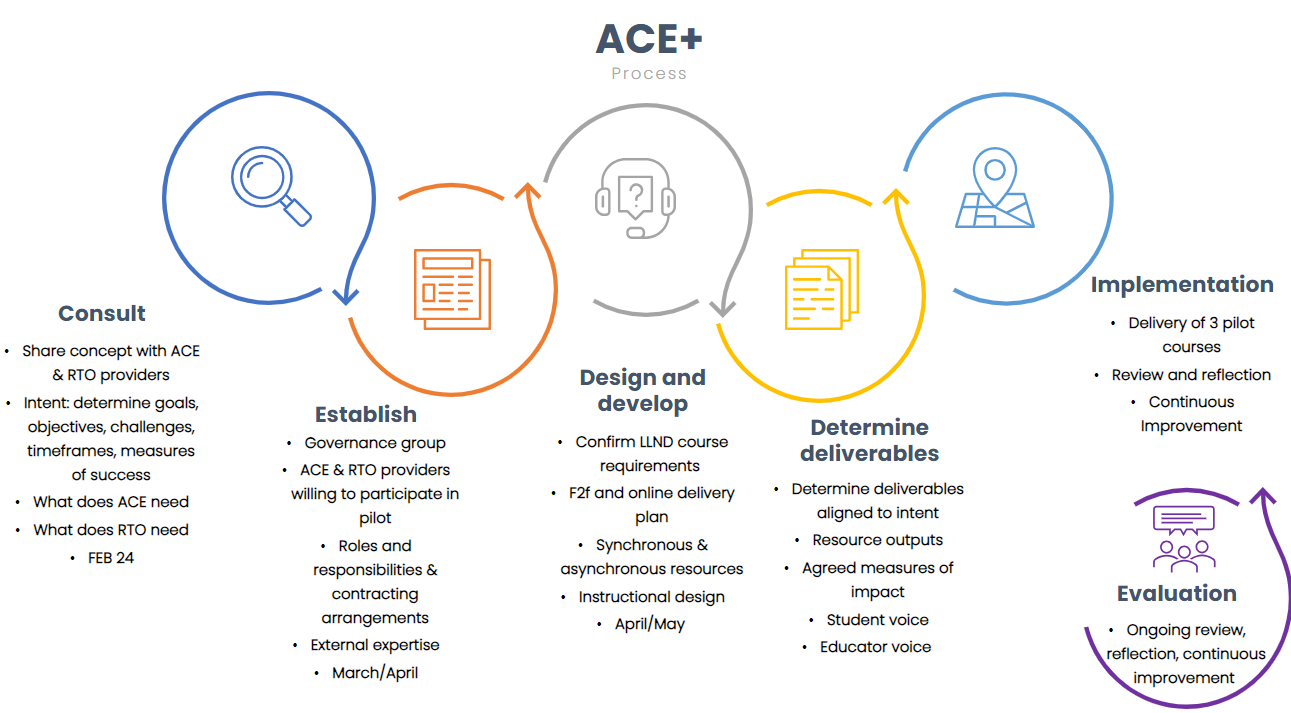 ACE+
Process
Consult
• Share concept with ACE
& RTO providers
• Intent: determine goals,
objectives, challenges,
timeframes, measures
of success
• What does ACE need
• What does RTO need
• FEB 24
Establish
• Governance group
• ACE & RTO providers
willing to participate in
pilot
• Roles and
responsibilities &
contracting
arrangements
• External expertise
• March/April
?
Design and
develop
• Confirm LLND course
requirements
• F2f and online delivery
plan
• Synchronous &
asynchronous resources
• Instructional design
• April/May
Determine
deliverables
• Determine deliverables
aligned to intent
• Resource outputs
• Agreed measures of
impact
• Student voice
• Educator voice
Implementation
• Delivery of 3 pilot
courses
• Review and reflection
• Continuous
Improvement
Evaluation
• Ongoing review,
reflection, continuous
improvement